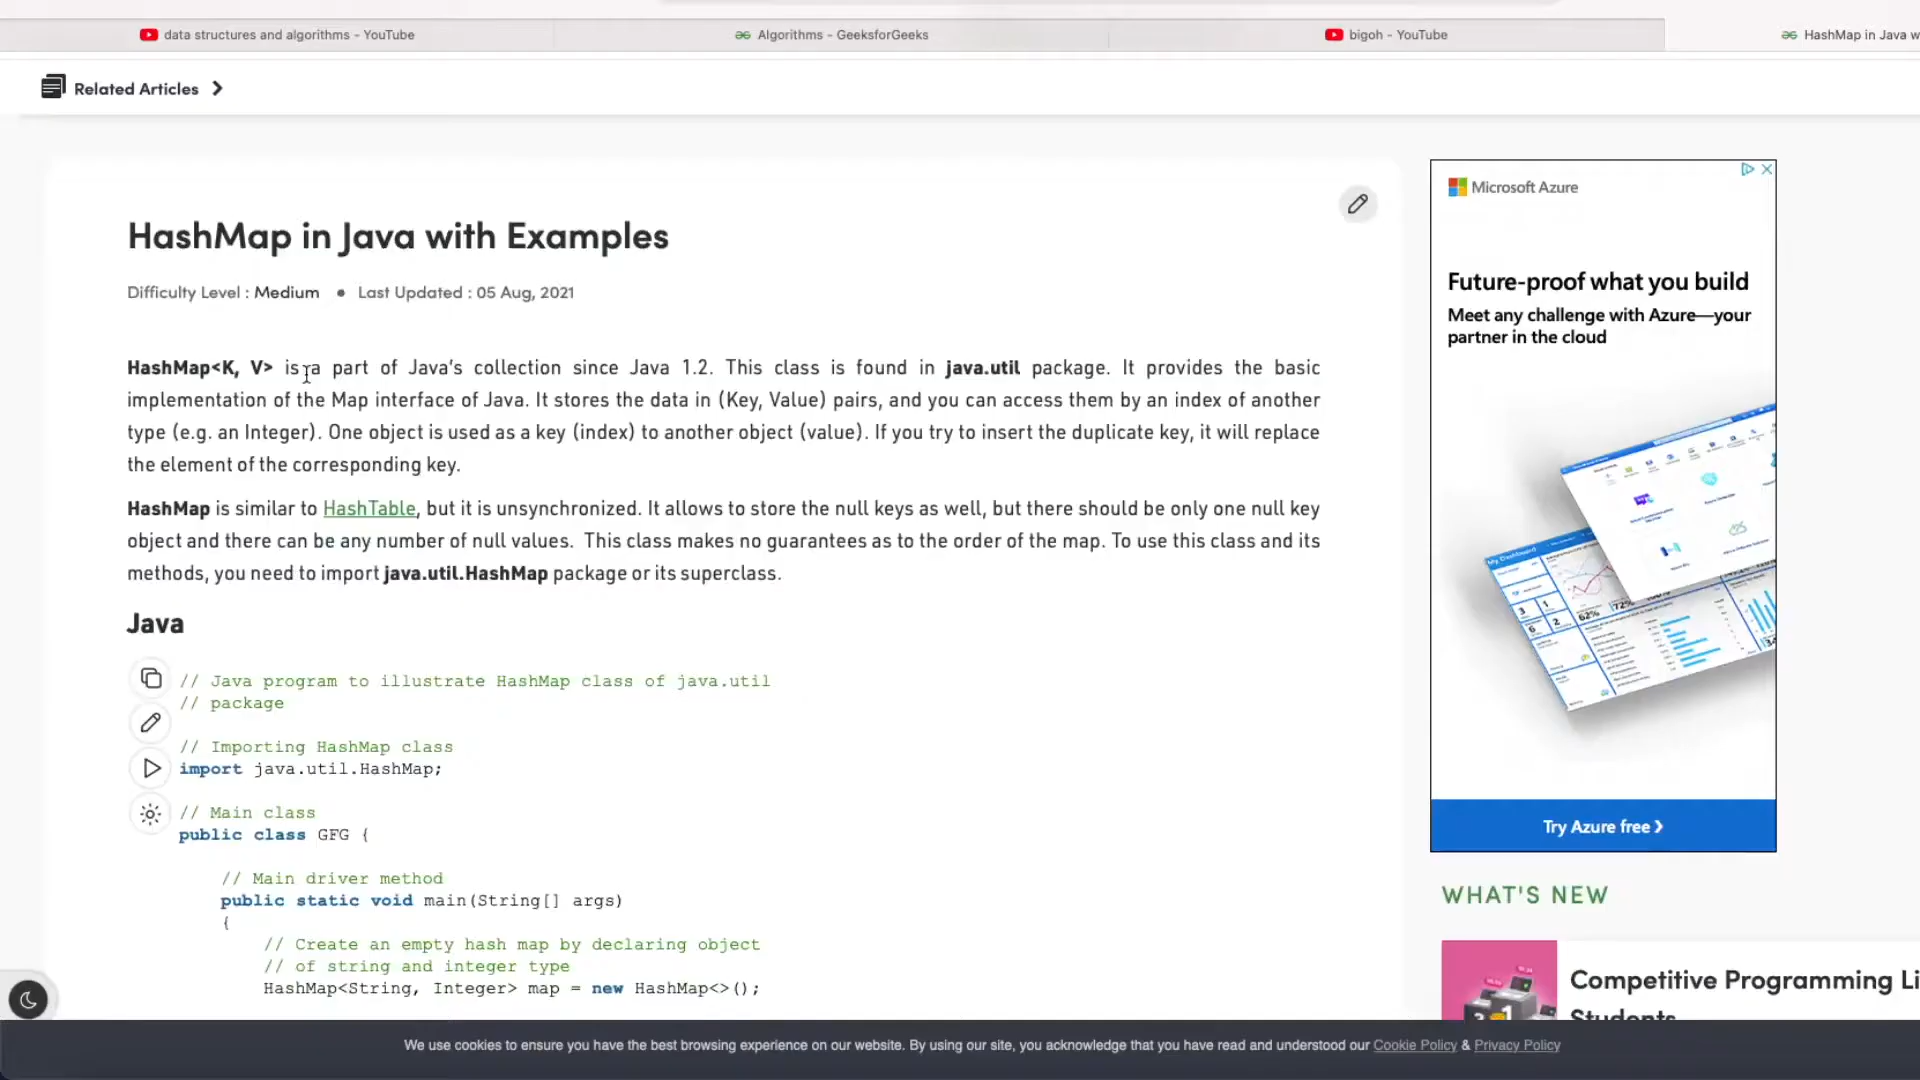 data structures and algorithms - YouTube
Algorithms - GeeksforGeeks
bigoh - YouTube
HashMap in Java w
Related Articles
HashMap in Java with Examples
Difficulty Level : Medium ● Last Updated : 05 Aug, 2021
HashMap<K, V> is a part of Java’s collection since Java 1.2. This class is found in java.util package. It provides the basic
implementation of the Map interface of Java. It stores the data in (Key, Value) pairs, and you can access them by an index of another
type (e.g. an Integer). One object is used as a key (index) to another object (value). If you try to insert the duplicate key, it will replace
the element of the corresponding key.
HashMap is similar to HashTable, but it is unsynchronized. It allows to store the null keys as well, but there should be only one null key
object and there can be any number of null values.  This class makes no guarantees as to the order of the map. To use this class and its
methods, you need to import java.util.HashMap package or its superclass.
Java
// Java program to illustrate HashMap class of java.util
// package
// Importing HashMap class
import java.util.HashMap;
// Main class
public class GFG {
// Main driver method
public static void main(String[] args)
{
// Create an empty hash map by declaring object
// of string and integer type
HashMap<String, Integer> map = new HashMap<>();
Microsoft Azure
Future-proof what you build
Meet any challenge with Azure—your
partner in the cloud
My Dashboard
62%
72%
Try Azure free ❯
WHAT'S NEW
Competitive Programming Li
Students
We use cookies to ensure you have the best browsing experience on our website. By using our site, you acknowledge that you have read and understood our Cookie Policy & Privacy Policy